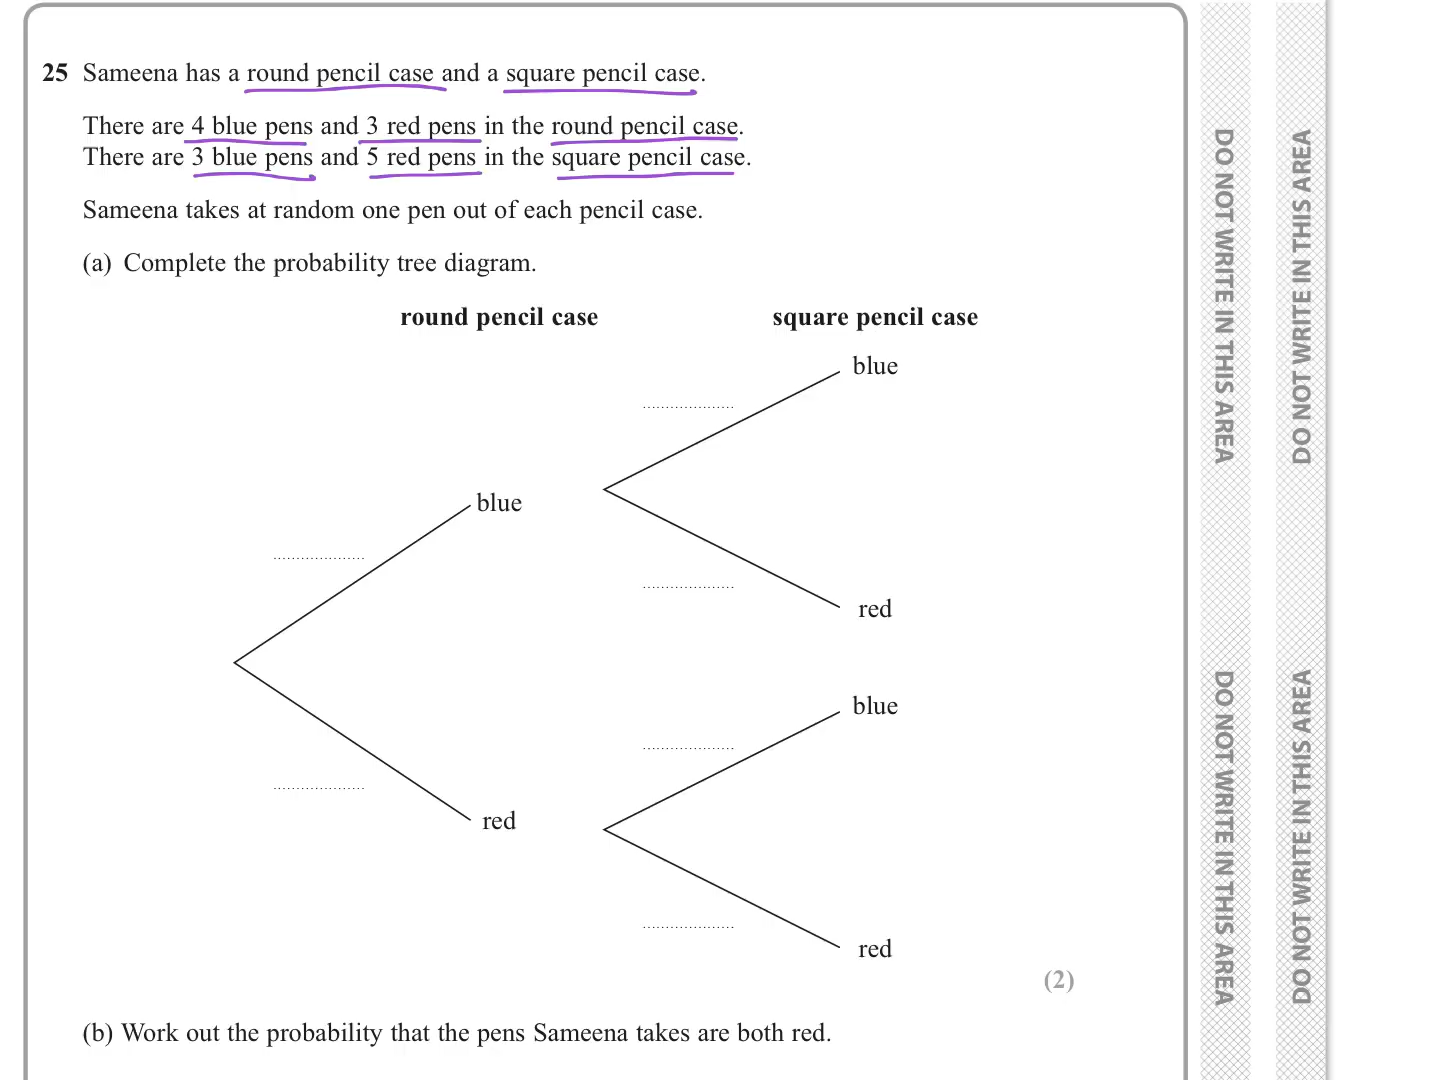 25 Sameena has a round pencil case and a square pencil case.
There are 4 blue pens and 3 red pens in the round pencil case.
There are 3 blue pens and 5 red pens in the square pencil case.
Sameena takes at random one pen out of each pencil case.
(a) Complete the probability tree diagram.
round pencil case square pencil case
blue
blue
red
blue
red
red
(2)
(b) Work out the probability that the pens Sameena takes are both red.
DO NOT WRITE IN THIS AREA
DO NOT WRITE IN THIS AREA
DO NOT WRITE IN THIS AREA
DO NOT WRITE IN THIS AREA